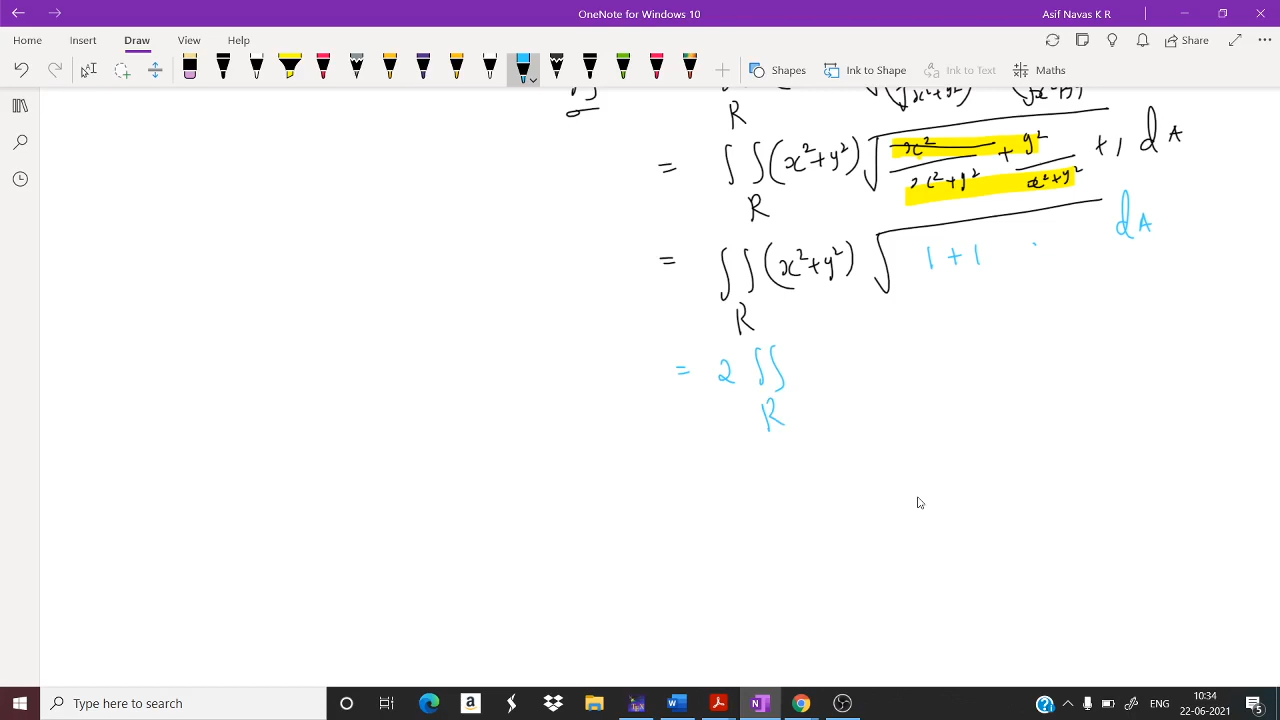 OneNote for Windows 10
Asif Navas K R
Home Insert Draw View Help
Share
Shapes
Ink to Shape
Ink to Text
Maths
R
= ∫∫ (x²+y²) √(x²/(x²+y²) + y²/(x²+y²) + 1) dA
R
= ∫∫ (x²+y²) √(1+1) dA
R
= 2 ∫∫
R
Type here to search
10:34
22-06-2021
5